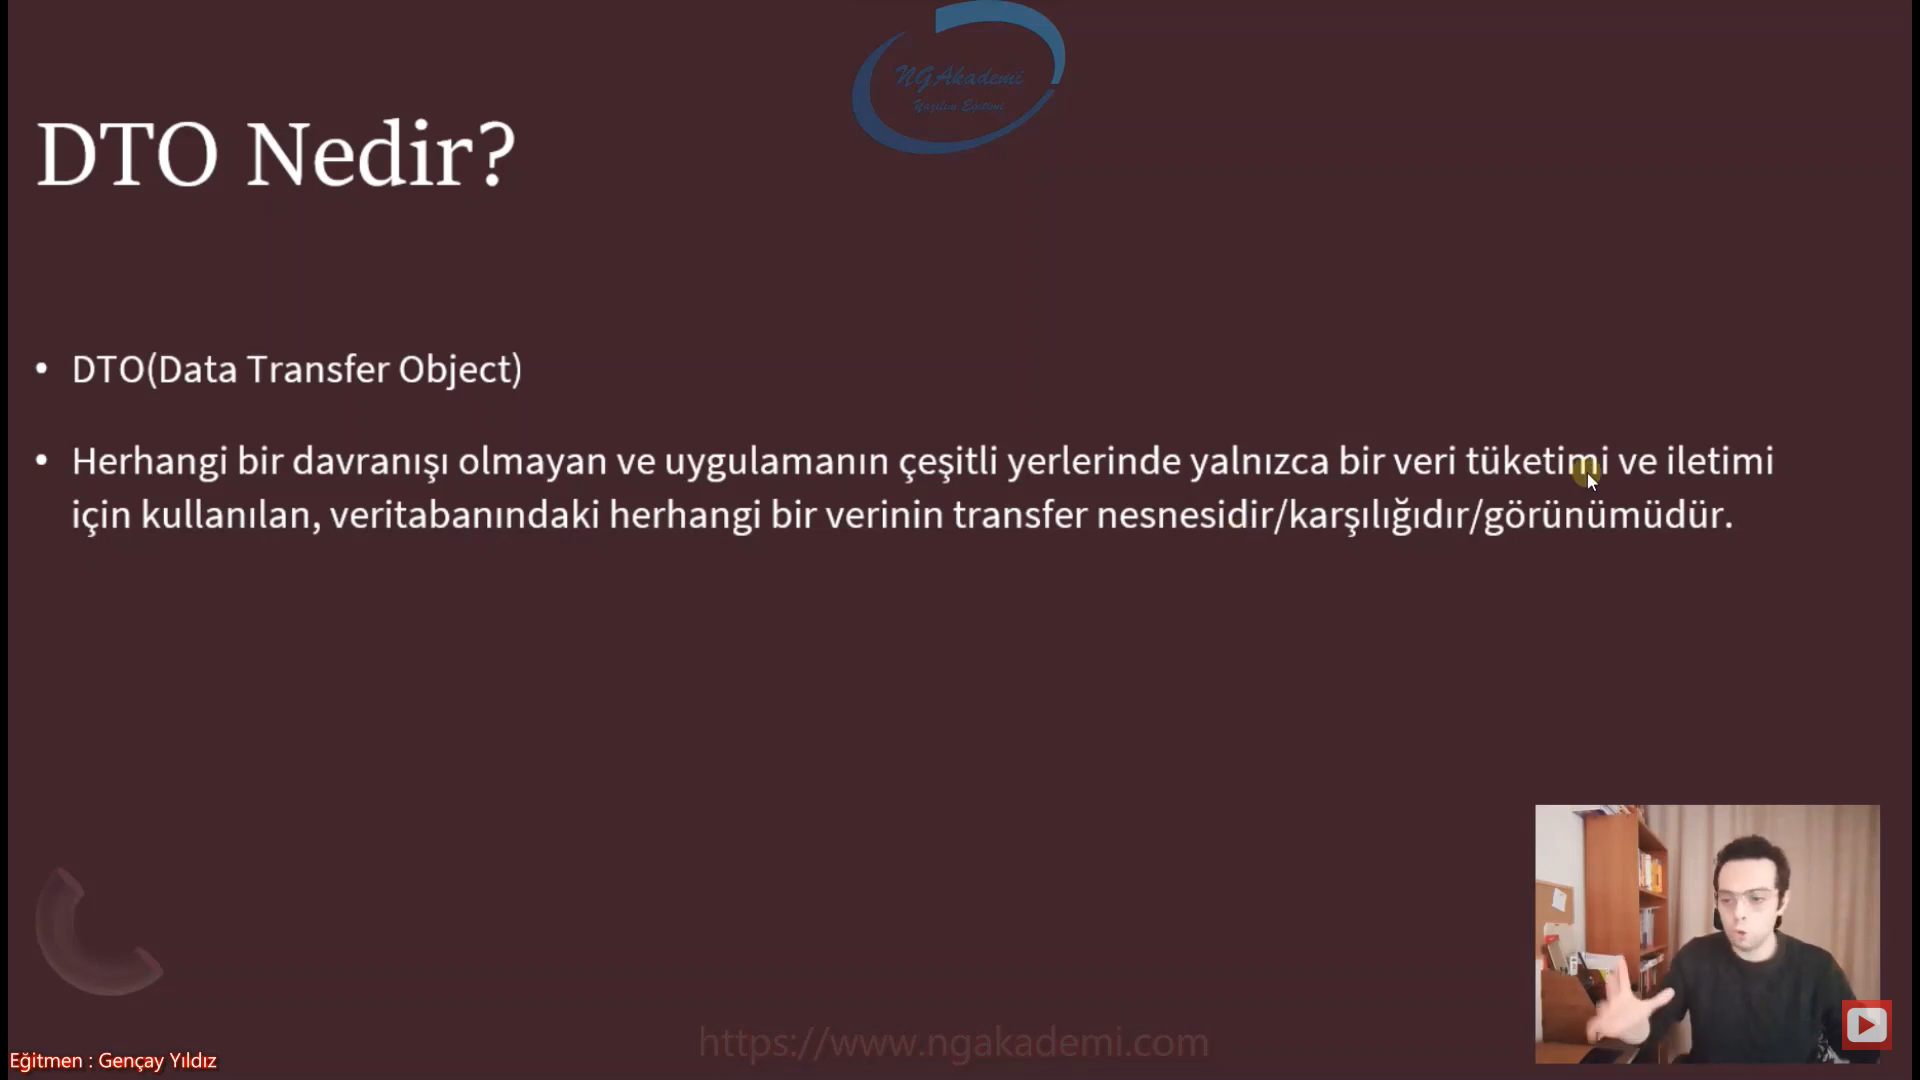 NGAkademi
Yazılım Eğitimi
DTO Nedir?
• DTO(Data Transfer Object)
• Herhangi bir davranışı olmayan ve uygulamanın çeşitli yerlerinde yalnızca bir veri tüketimi ve iletimi
için kullanılan, veritabanındaki herhangi bir verinin transfer nesnesidir/karşılığıdır/görünümüdür.
https://www.ngakademi.com
Eğitmen : Gençay Yıldız